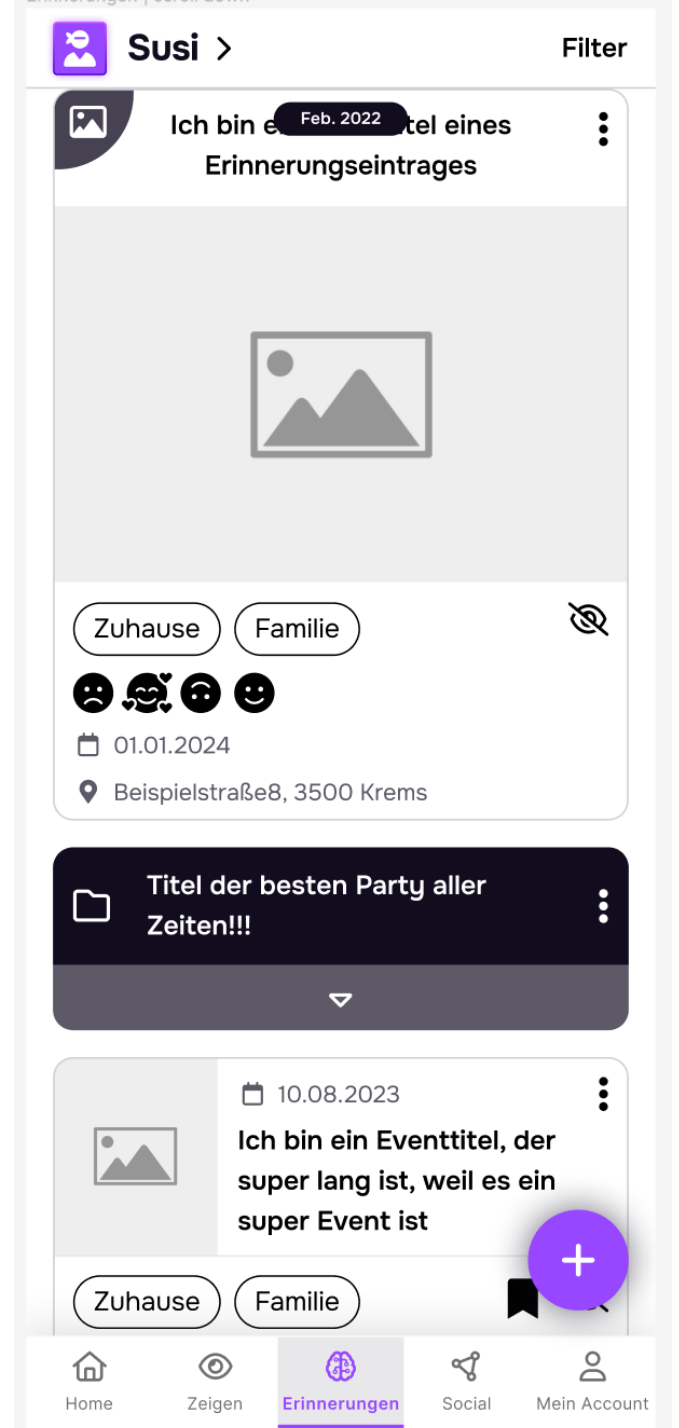 Susi
Filter
Feb. 2022
Ich bin e tel eines
Erinnerungseintrages
Zuhause
Familie
01.01.2024
Beispielstraße8, 3500 Krems
Titel der besten Party aller
Zeiten!!!
10.08.2023
Ich bin ein Eventtitel, der
super lang ist, weil es ein
super Event ist
Zuhause
Familie
Home
Zeigen
Erinnerungen
Social
Mein Account